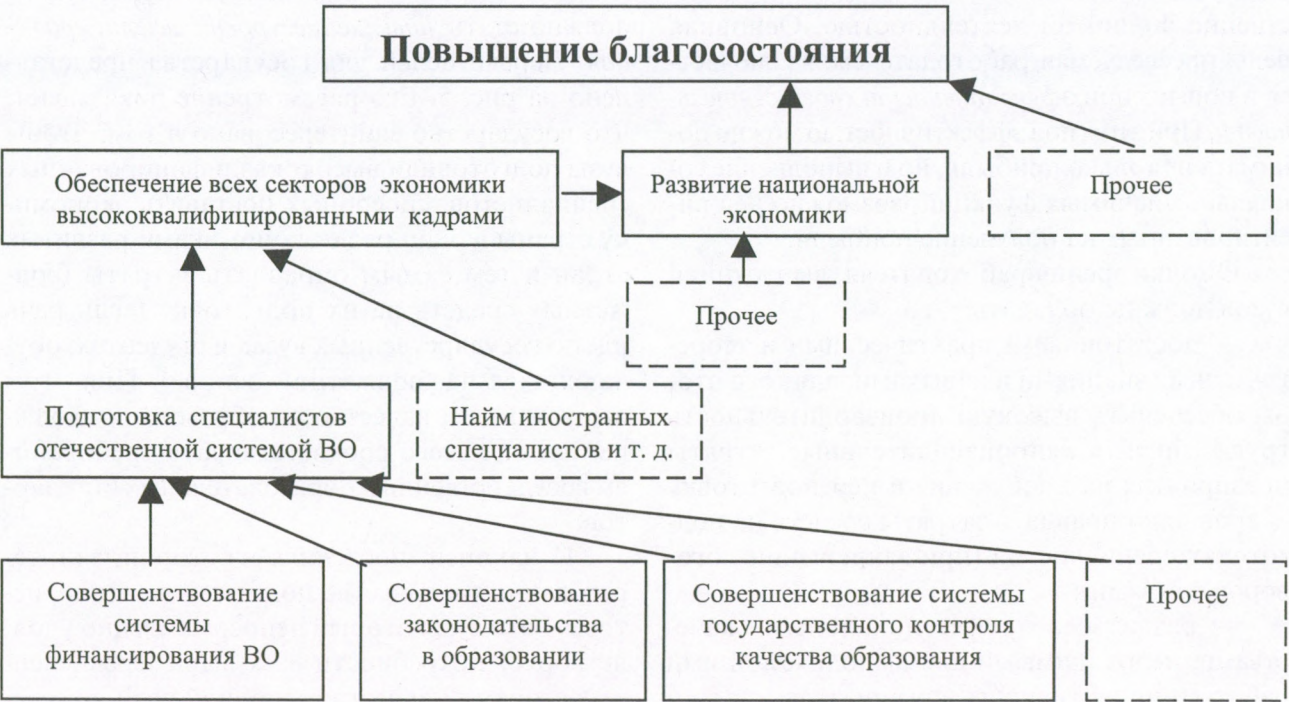 Повышение благосостояния
Обеспечение всех секторов экономики
высококвалифицированными кадрами
Развитие национальной
экономики
Прочее
Прочее
Подготовка специалистов
отечественной системой ВО
Найм иностранных
специалистов и т. д.
Совершенствование
системы
финансирования ВО
Совершенствование
законодательства
в образовании
Совершенствование системы
государственного контроля
качества образования
Прочее